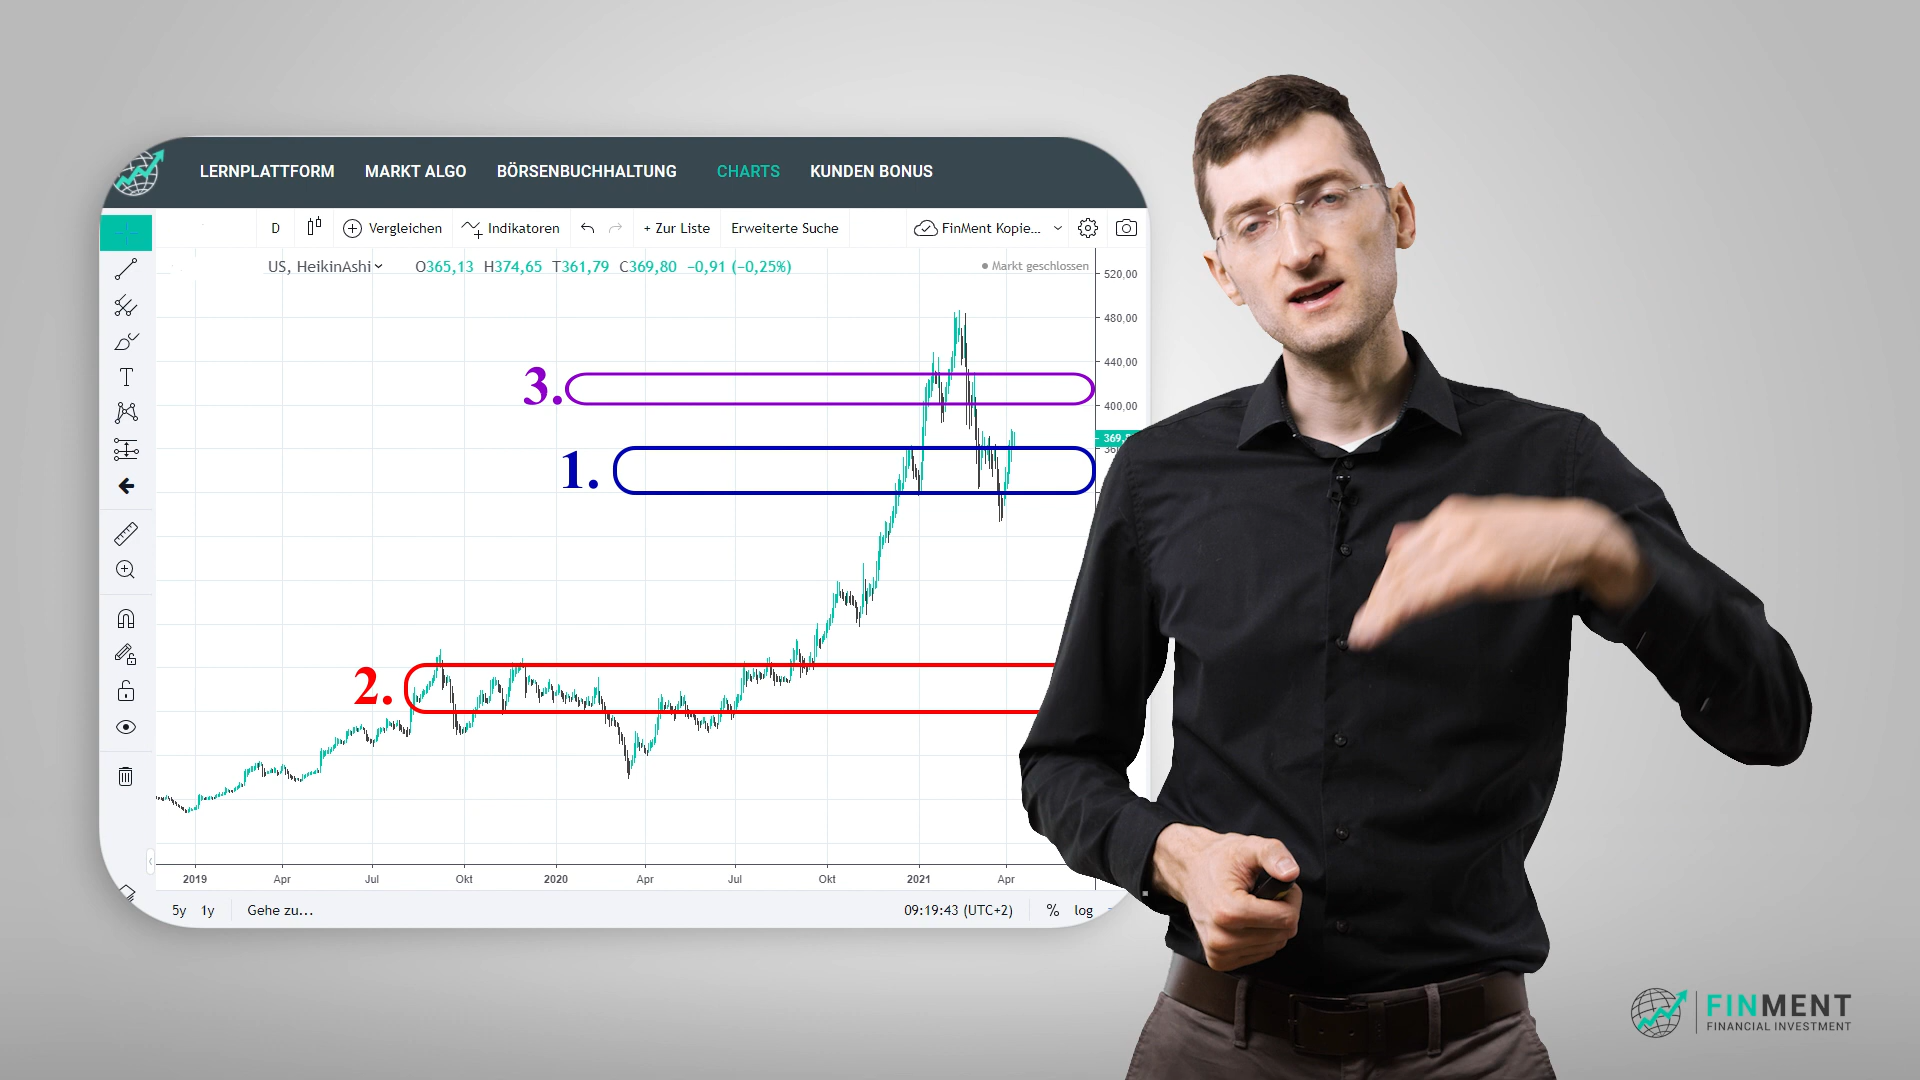 LERNPLATTFORM MARKT ALGO BÖRSENBUCHHALTUNG CHARTS KUNDEN BONUS
D Vergleichen Indikatoren + Zur Liste Erweiterte Suche FinMent Kopie...
US, HeikinAshi O365,13 H374,65 T361,79 C369,80 −0,91 (−0,25%) Markt geschlossen
520,00
480,00
440,00
3.
400,00
369,
36
1.
2.
2019 Apr Jul Okt 2020 Apr Jul Okt 2021 Apr
5y 1y Gehe zu... 09:19:43 (UTC+2) % log
FINMENT
FINANCIAL INVESTMENT